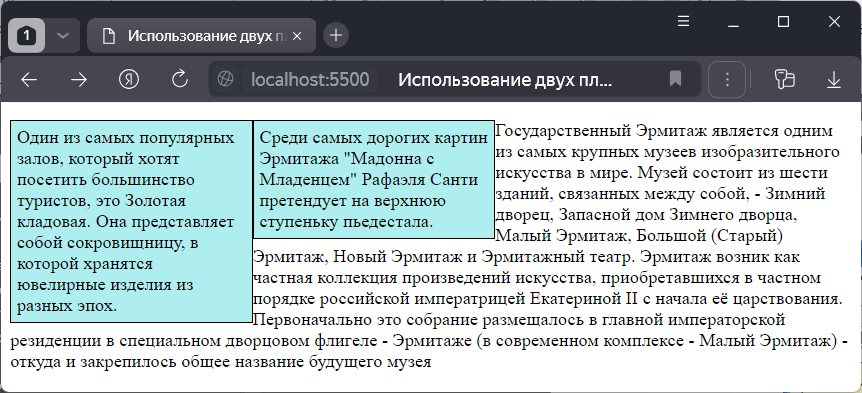 1
Использование двух пл
localhost:5500 Использование двух пл...
Один из самых популярных
залов, который хотят
посетить большинство
туристов, это Золотая
кладовая. Она представляет
собой сокровищницу, в
которой хранятся
ювелирные изделия из
разных эпох.
Среди самых дорогих картин
Эрмитажа "Мадонна с
Младенцем" Рафаэля Санти
претендует на верхнюю
ступеньку пьедестала.
Государственный Эрмитаж является одним
из самых крупных музеев изобразительного
искусства в мире. Музей состоит из шести
зданий, связанных между собой, - Зимний
дворец, Запасной дом Зимнего дворца,
Малый Эрмитаж, Большой (Старый)
Эрмитаж, Новый Эрмитаж и Эрмитажный театр. Эрмитаж возник как
частная коллекция произведений искусства, приобретавшихся в частном
порядке российской императрицей Екатериной II с начала её царствования.
Первоначально это собрание размещалось в главной императорской
резиденции в специальном дворцовом флигеле - Эрмитаже (в современном комплексе - Малый Эрмитаж) -
откуда и закрепилось общее название будущего музея